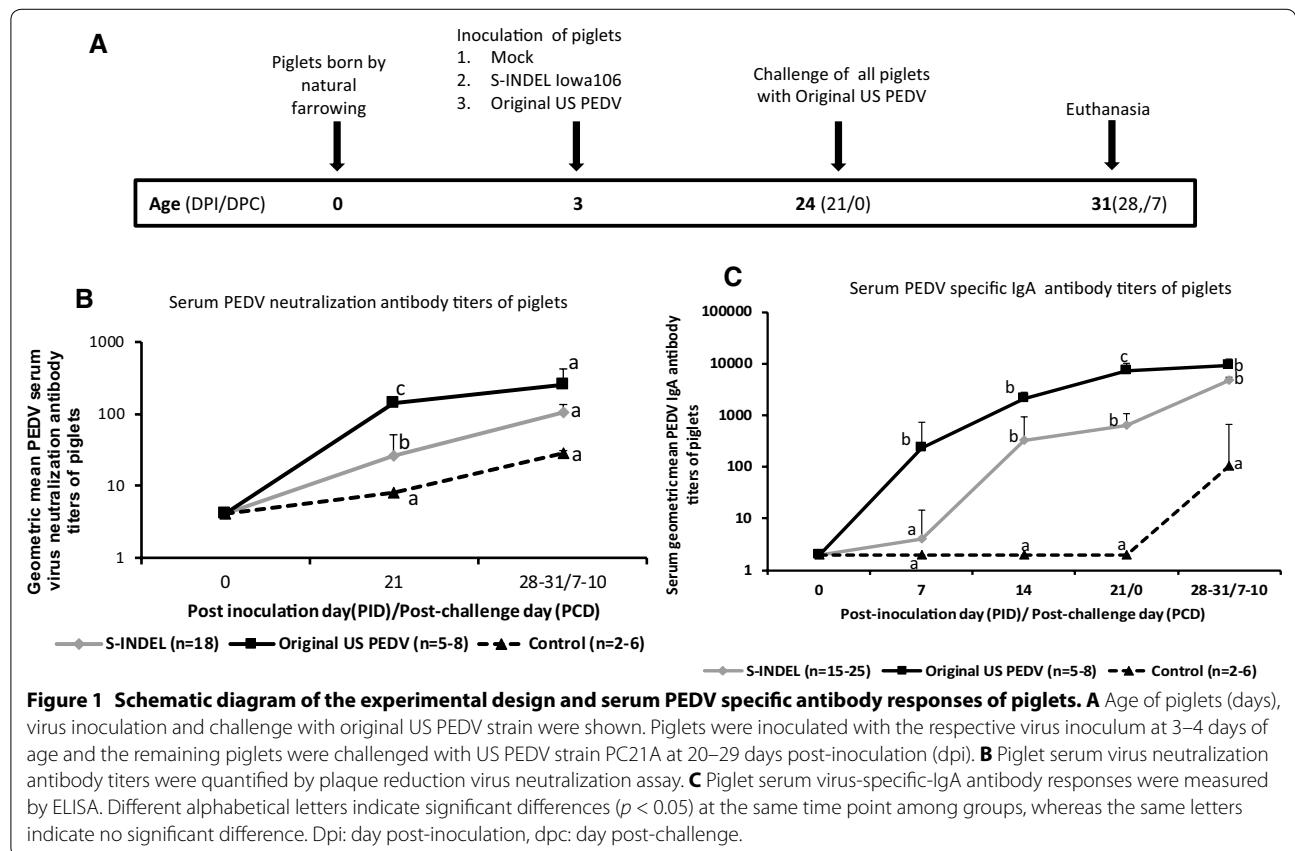 A
Piglets born by
natural
farrowing
Inoculation of piglets
1. Mock
2. S-INDEL Iowa106
3. Original US PEDV
Challenge of all piglets
with Original US PEDV
Euthanasia
Age (DPI/DPC) 0 3 24 (21/0) 31(28,/7)
B
Serum PEDV neutralization antibody titers of piglets
Geometric mean PEDV serum
virus neutralization antibody
titers of piglets
1000
100
10
1
c
b
a
a
a
a
0 21 28-31/7-10
Post inoculation day(PID)/Post-challenge day (PCD)
S-INDEL (n=18) Original US PEDV (n=5-8) Control (n=2-6)
C
Serum PEDV specific IgA antibody titers of piglets
Serum geometric mean PEDV IgA antibody
titers of piglets
100000
10000
1000
100
10
1
b
a
a
b
b
a
c
b
a
b
b
a
0 7 14 21/0 28-31/7-10
Post-inoculation day(PID)/ Post-challenge day (PCD)
S-INDEL (n=15-25) Original US PEDV (n=5-8) Control (n=2-6)
Figure 1 Schematic diagram of the experimental design and serum PEDV specific antibody responses of piglets. A Age of piglets (days),
virus inoculation and challenge with original US PEDV strain were shown. Piglets were inoculated with the respective virus inoculum at 3–4 days of
age and the remaining piglets were challenged with US PEDV strain PC21A at 20–29 days post-inoculation (dpi). B Piglet serum virus neutralization
antibody titers were quantified by plaque reduction virus neutralization assay. C Piglet serum virus-specific-IgA antibody responses were measured
by ELISA. Different alphabetical letters indicate significant differences (p < 0.05) at the same time point among groups, whereas the same letters
indicate no significant difference. Dpi: day post-inoculation, dpc: day post-challenge.